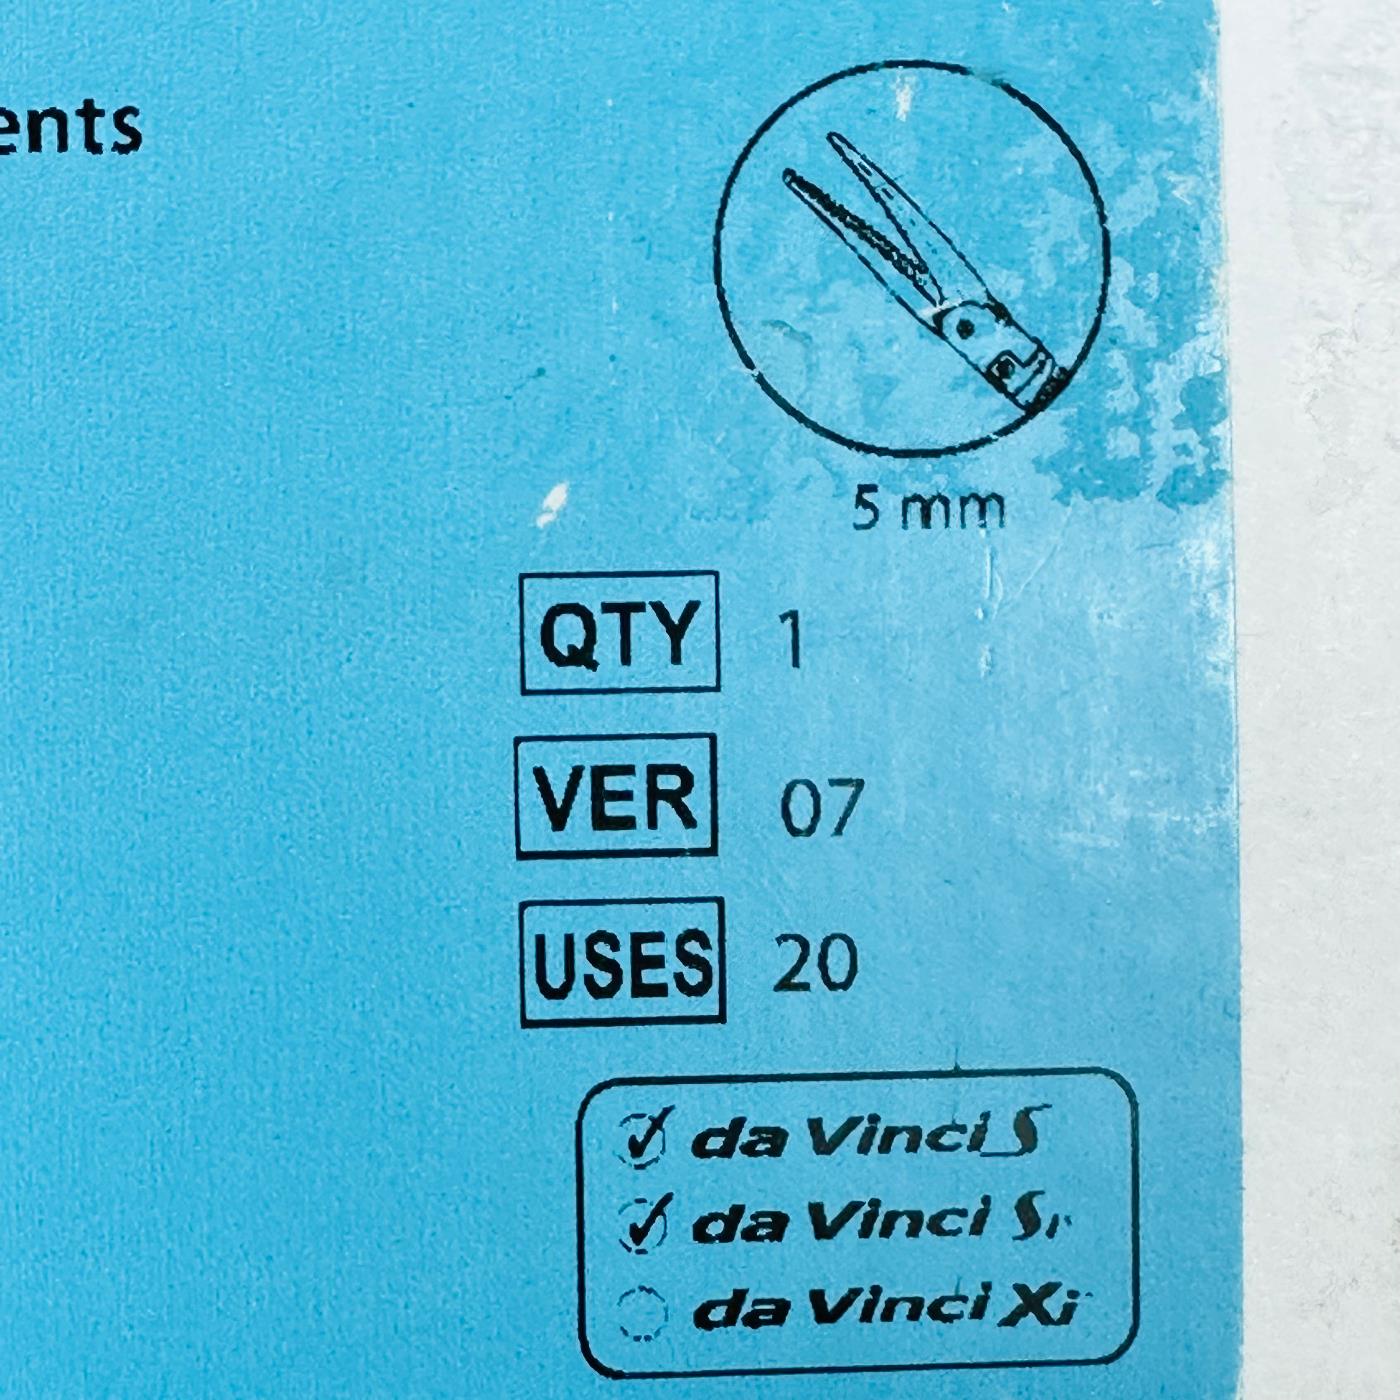 ents
5 mm
QTY 1
VER 07
USES 20
da Vinci S
da Vinci Si
da Vinci Xi